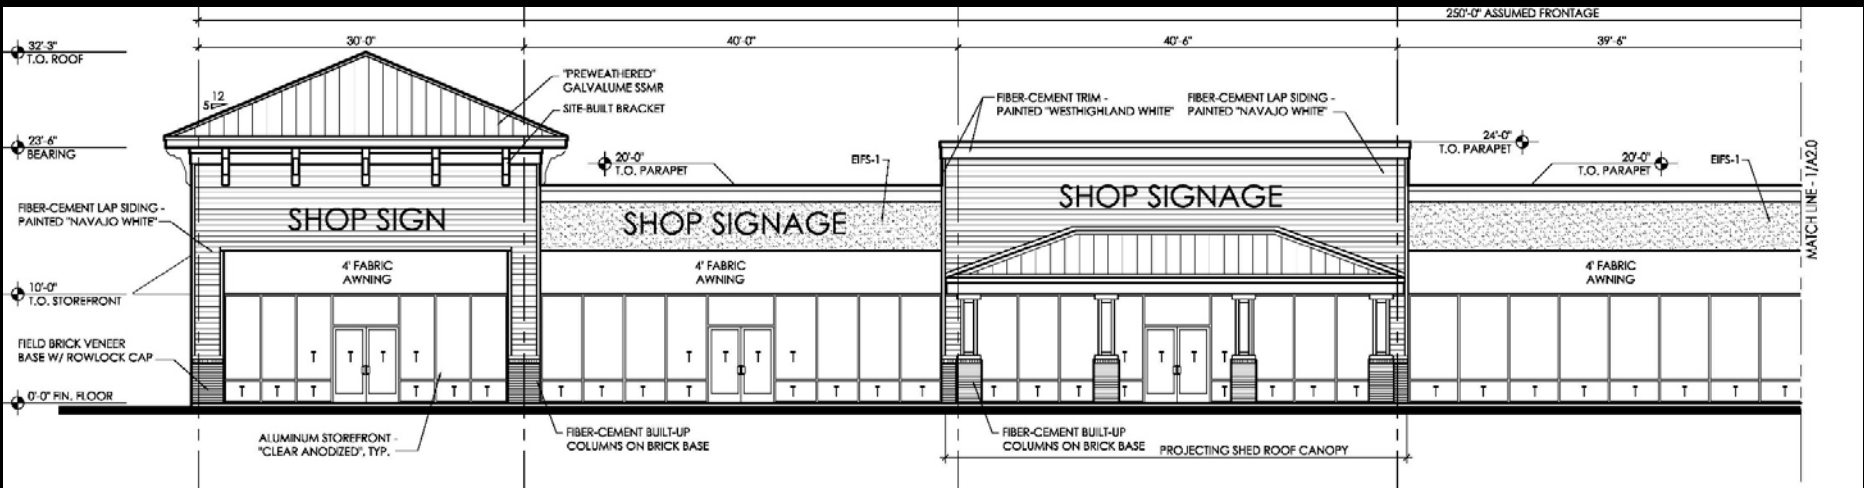 250'-0" ASSUMED FRONTAGE
30'-0"
40'-0"
40'-6"
39'-6"
32'-3"
T.O. ROOF
12
5
"PREWEATHERED"
GALVALUME SSMR
SITE-BUILT BRACKET
FIBER-CEMENT TRIM -
PAINTED "WESTHIGHLAND WHITE"
FIBER-CEMENT LAP SIDING -
PAINTED "NAVAJO WHITE"
23'-6"
BEARING
20'-0"
T.O. PARAPET
EIFS-1
24'-0"
T.O. PARAPET
20'-0"
T.O. PARAPET
EIFS-1
MATCH LINE - 1/A2.0
FIBER-CEMENT LAP SIDING -
PAINTED "NAVAJO WHITE"
SHOP SIGN
SHOP SIGNAGE
SHOP SIGNAGE
4' FABRIC
AWNING
4' FABRIC
AWNING
4' FABRIC
AWNING
10'-0"
T.O. STOREFRONT
FIELD BRICK VENEER
BASE W/ ROWLOCK CAP
T T T T T T T
T T T
T T T T
T T T T T T T
T T T T T T T T T T T T T T T T T T T T T T T T T
0'-0" FIN. FLOOR
ALUMINUM STOREFRONT -
"CLEAR ANODIZED", TYP.
FIBER-CEMENT BUILT-UP
COLUMNS ON BRICK BASE
FIBER-CEMENT BUILT-UP
COLUMNS ON BRICK BASE
PROJECTING SHED ROOF CANOPY